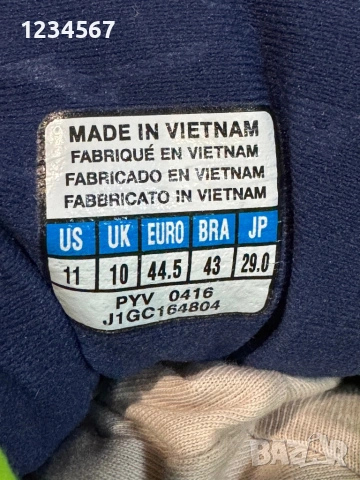 1234567
MADE IN VIETNAM
FABRIQUÉ EN VIETNAM
FABRICADO EN VIETNAM
FABBRICATO IN VIETNAM
US UK EURO BRA JP
11 10 44.5 43 29.0
PYV 0416
J1GC164804
BAZAR